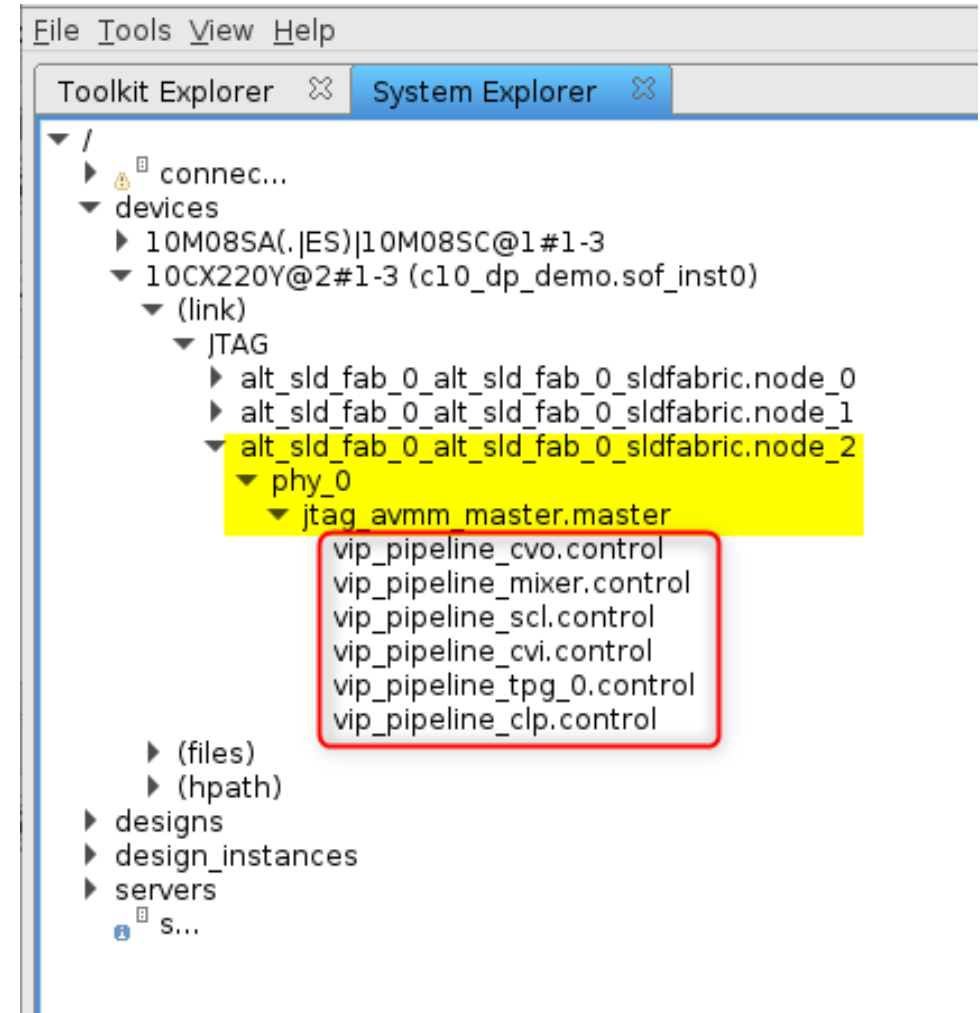 File Tools View Help
Toolkit Explorer System Explorer
/
connec...
devices
10M08SA(.|ES)|10M08SC@1#1-3
10CX220Y@2#1-3 (c10_dp_demo.sof_inst0)
(link)
JTAG
alt_sld_fab_0_alt_sld_fab_0_sldfabric.node_0
alt_sld_fab_0_alt_sld_fab_0_sldfabric.node_1
alt_sld_fab_0_alt_sld_fab_0_sldfabric.node_2
phy_0
jtag_avmm_master.master
vip_pipeline_cvo.control
vip_pipeline_mixer.control
vip_pipeline_scl.control
vip_pipeline_cvi.control
vip_pipeline_tpg_0.control
vip_pipeline_clp.control
(files)
(hpath)
designs
design_instances
servers
s...